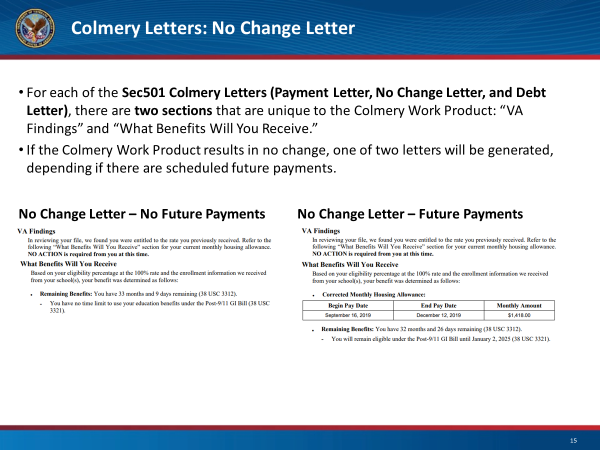 Colmery Letters: No Change Letter
• For each of the Sec501 Colmery Letters (Payment Letter, No Change Letter, and Debt
Letter), there are two sections that are unique to the Colmery Work Product: “VA
Findings” and “What Benefits Will You Receive.”
• If the Colmery Work Product results in no change, one of two letters will be generated,
depending if there are scheduled future payments.
No Change Letter – No Future Payments
VA Findings
In reviewing your file, we found you were entitled to the rate you previously received. Refer to the
following “What Benefits Will You Receive” section for your current monthly housing allowance.
NO ACTION is required from you at this time.
What Benefits Will You Receive
Based on your eligibility percentage at the 100% rate and the enrollment information we received
from your school(s), your benefit was determined as follows:
• Remaining Benefits: You have 33 months and 9 days remaining (38 USC 3312).
- You have no time limit to use your education benefits under the Post-9/11 GI Bill (38 USC
3321).
No Change Letter – Future Payments
VA Findings
In reviewing your file, we found you were entitled to the rate you previously received. Refer to the
following “What Benefits Will You Receive” section for your current monthly housing allowance.
NO ACTION is required from you at this time.
What Benefits Will You Receive
Based on your eligibility percentage at the 100% rate and the enrollment information we received
from your school(s), your benefit was determined as follows:
• Corrected Monthly Housing Allowance:
Begin Pay Date End Pay Date Monthly Amount
September 16, 2019 December 12, 2019 $1,418.00
• Remaining Benefits: You have 32 months and 26 days remaining (38 USC 3312).
- You will remain eligible under the Post-9/11 GI Bill until January 2, 2025 (38 USC 3321).
15